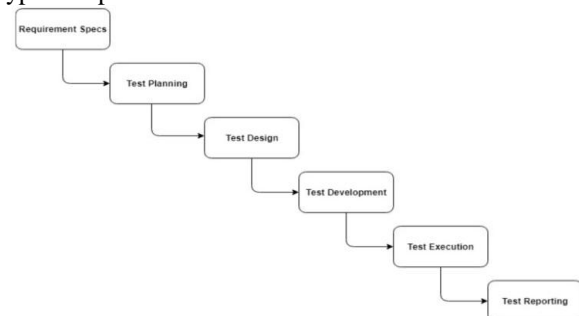 Requirement Specs
Test Planning
Test Design
Test Development
Test Execution
Test Reporting